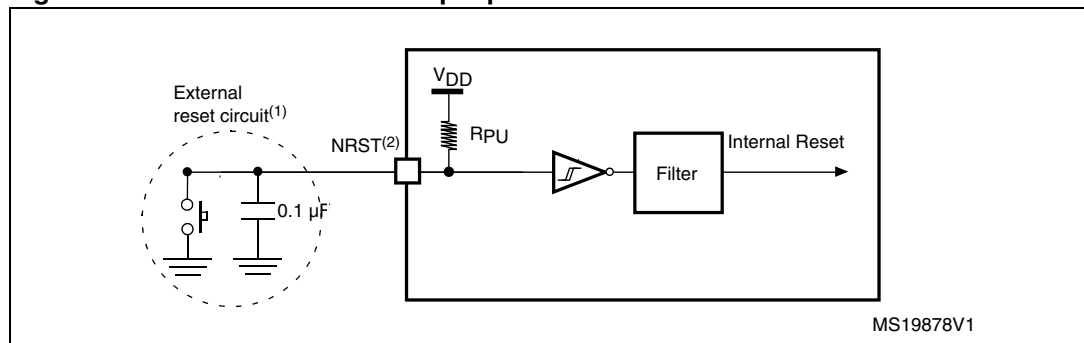 External
reset circuit(1)
NRST(2)
VDD
RPU
Filter
Internal Reset
0.1 µF
MS19878V1